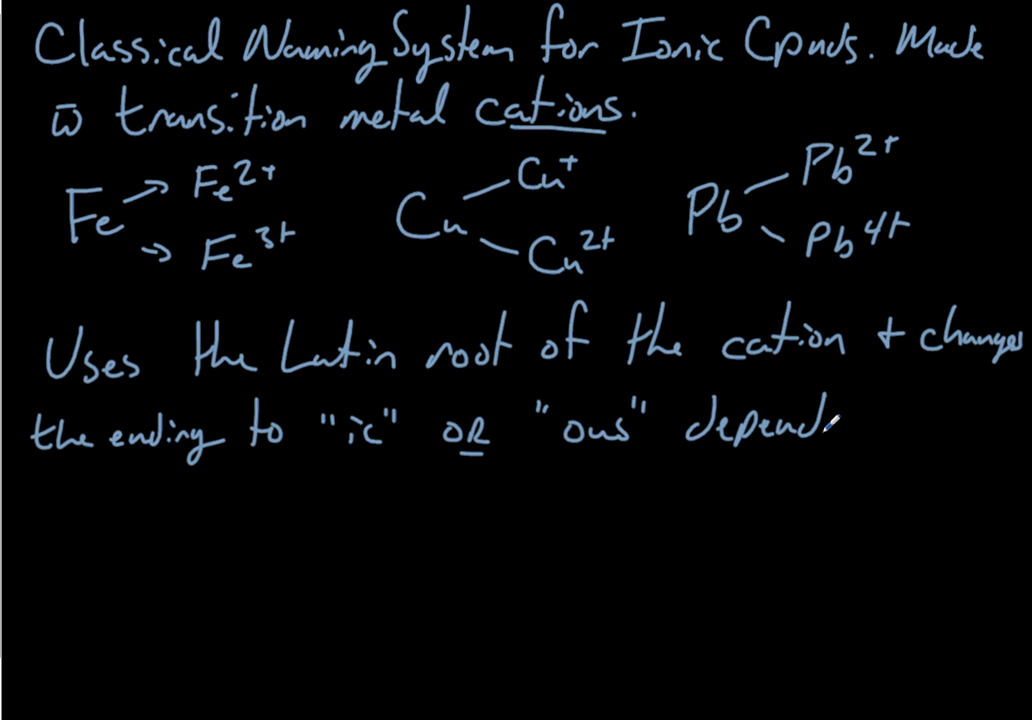 Classical Naming System for Ionic Cpnds. Made
w̄ transition metal cations.
Fe → Fe²⁺ Cu Cu⁺ Pb Pb²⁺
→ Fe³⁺ Cu²⁺ Pb⁴⁺
Uses the Latin root of the cation + changes
the ending to "ic" OR "ous" depend